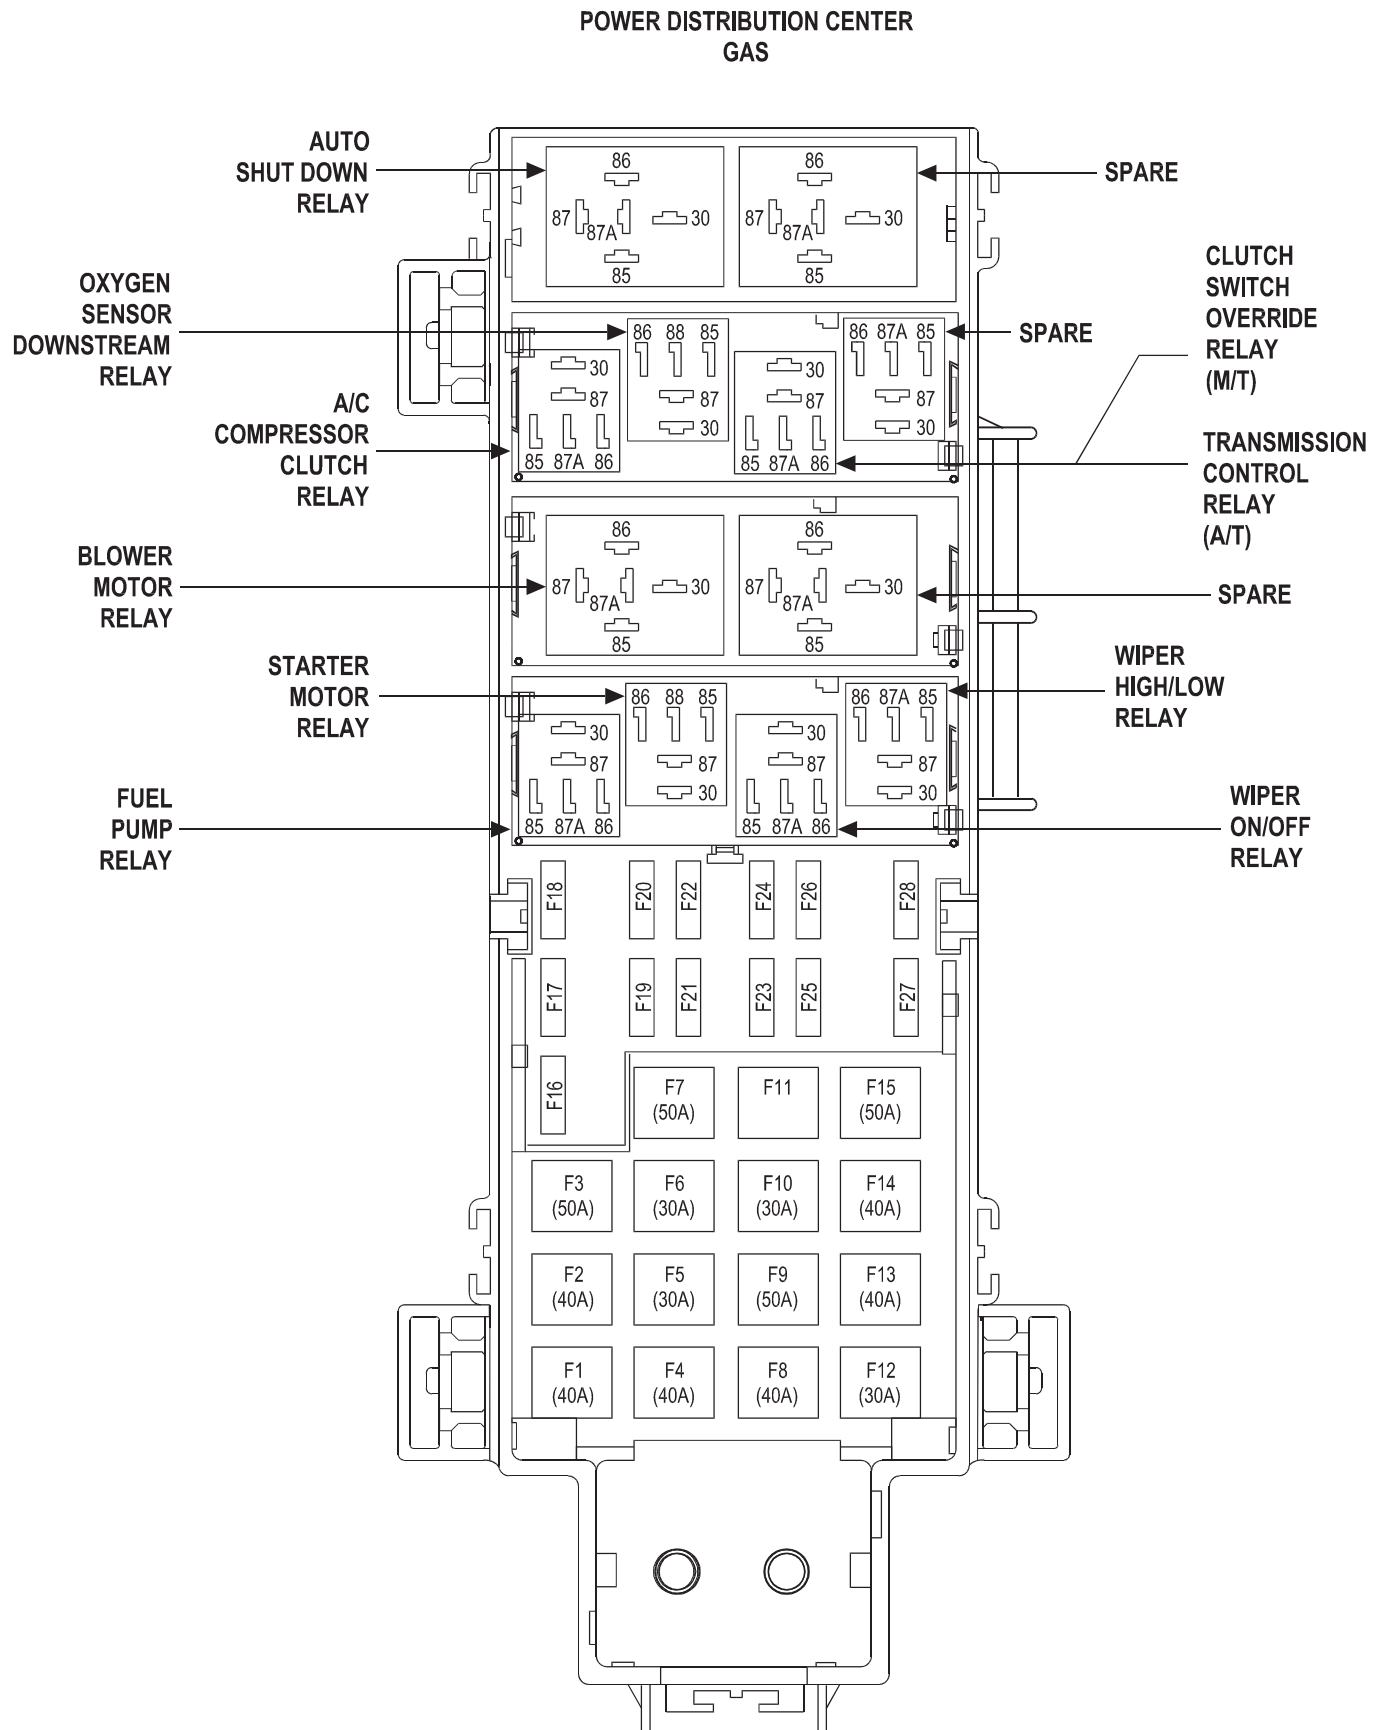 POWER DISTRIBUTION CENTER
GAS
AUTO
SHUT DOWN
RELAY
86
87
87A
30
85
86
87
87A
30
85
SPARE
OXYGEN
SENSOR
DOWNSTREAM
RELAY
CLUTCH
SWITCH
OVERRIDE
RELAY
(M/T)
SPARE
86 88 85
87
30
86 87A 85
87
30
30
87
85 87A 86
30
87
85 87A 86
A/C
COMPRESSOR
CLUTCH
RELAY
TRANSMISSION
CONTROL
RELAY
(A/T)
BLOWER
MOTOR
RELAY
86
87
87A
30
85
86
87
87A
30
85
SPARE
STARTER
MOTOR
RELAY
WIPER
HIGH/LOW
RELAY
86 88 85
87
30
86 87A 85
87
30
30
87
85 87A 86
30
87
85 87A 86
FUEL
PUMP
RELAY
WIPER
ON/OFF
RELAY
F18
F20
F22
F24
F26
F28
F17
F19
F21
F23
F25
F27
F16
F7
(50A)
F11
F15
(50A)
F3
(50A)
F6
(30A)
F10
(30A)
F14
(40A)
F2
(40A)
F5
(30A)
F9
(50A)
F13
(40A)
F1
(40A)
F4
(40A)
F8
(40A)
F12
(30A)